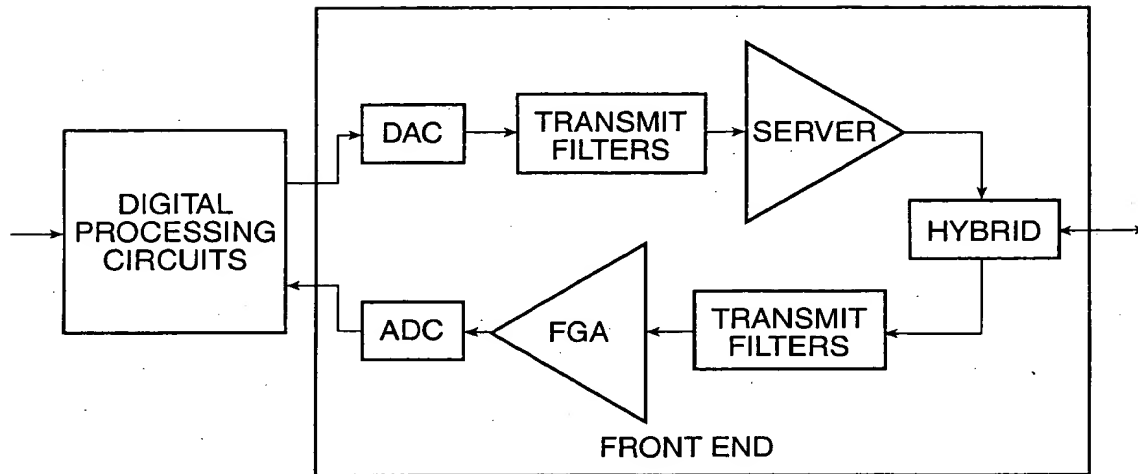 DIGITAL
PROCESSING
CIRCUITS
DAC
TRANSMIT
FILTERS
SERVER
HYBRID
TRANSMIT
FILTERS
FGA
ADC
FRONT END